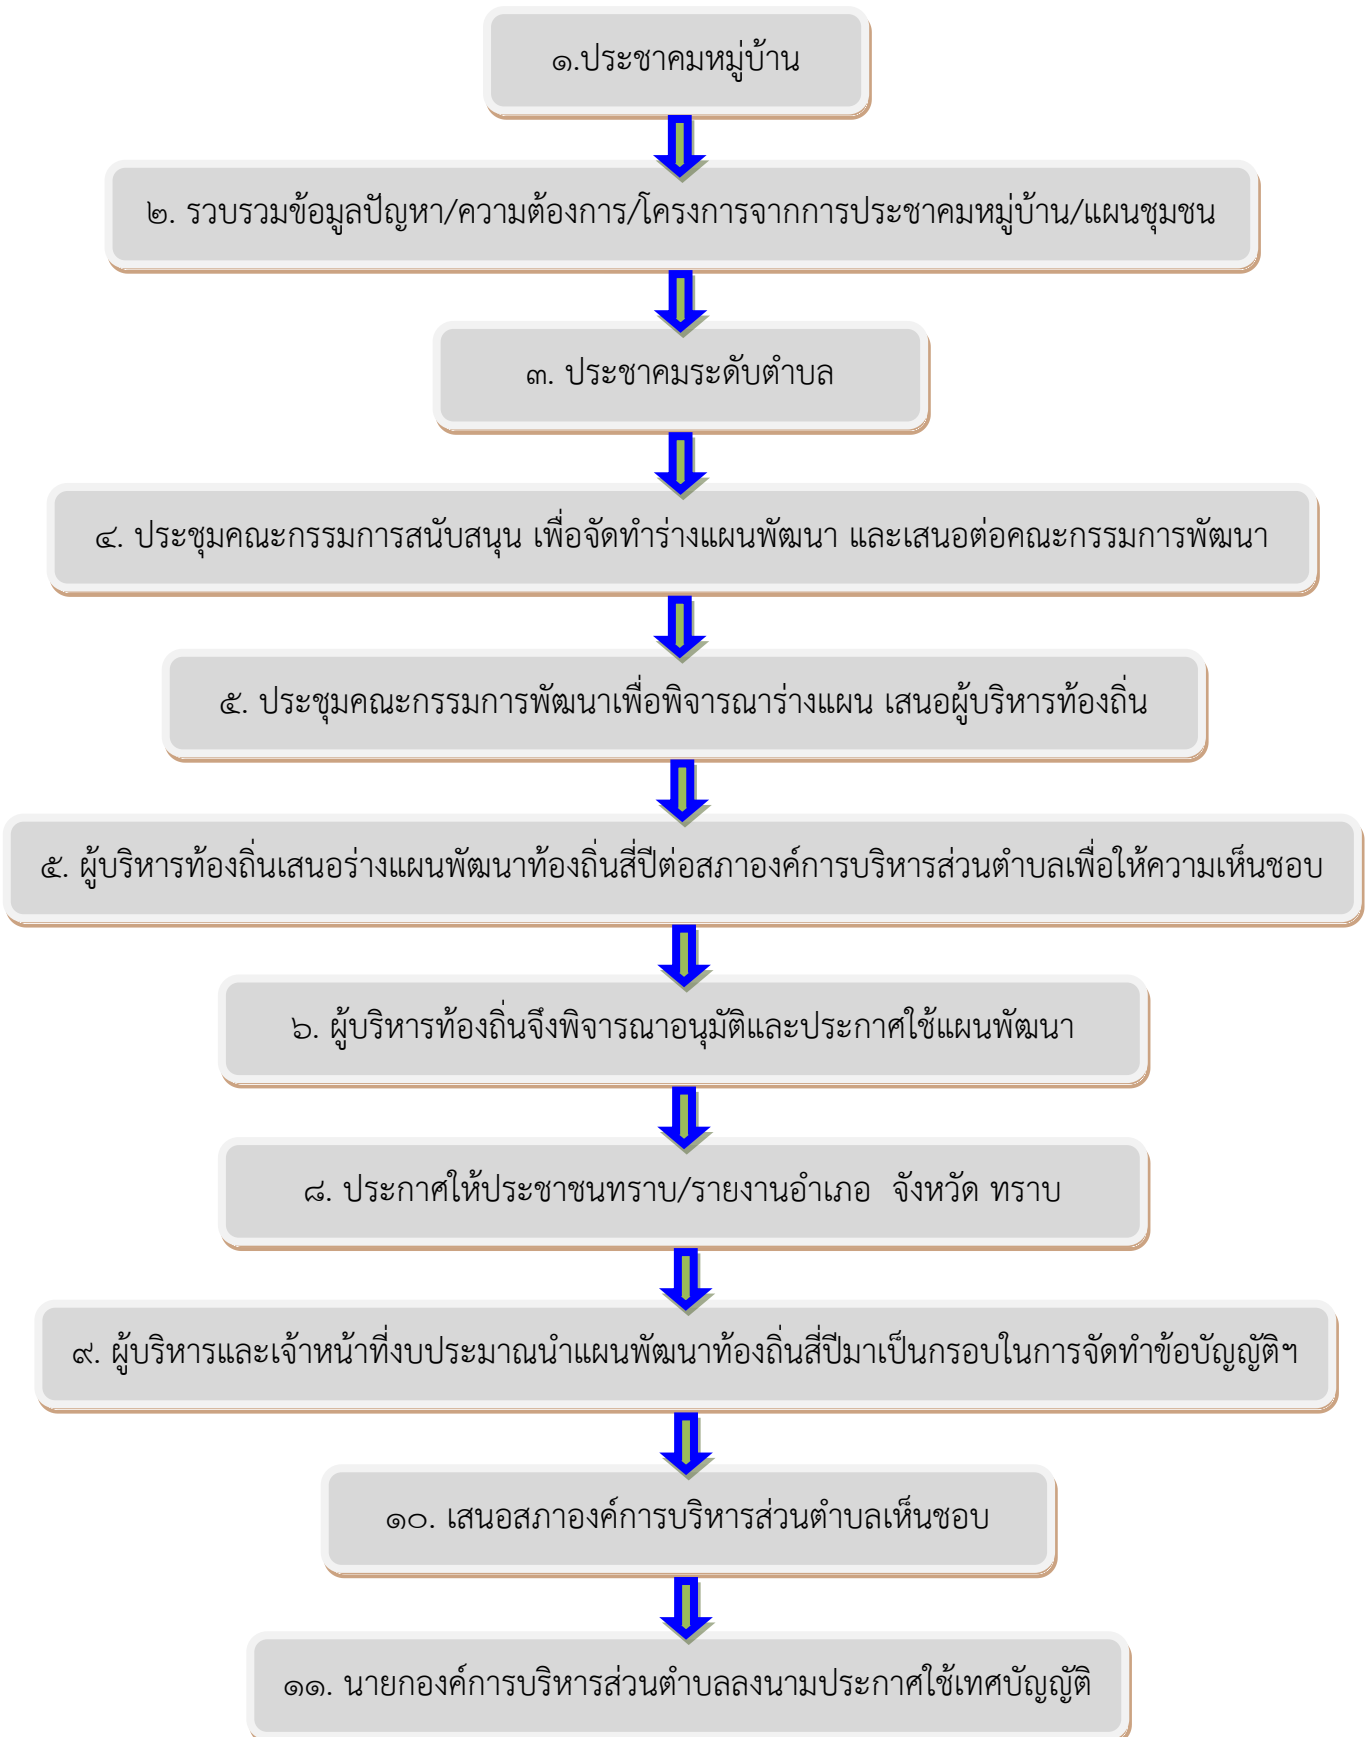 ๑.ประชาคมหมู่บ้าน
๒. รวบรวมข้อมูลปัญหา/ความต้องการ/โครงการจากการประชาคมหมู่บ้าน/แผนชุมชน
๓. ประชาคมระดับตำบล
๔. ประชุมคณะกรรมการสนับสนุน เพื่อจัดทำร่างแผนพัฒนา และเสนอต่อคณะกรรมการพัฒนา
๕. ประชุมคณะกรรมการพัฒนาเพื่อพิจารณาร่างแผน เสนอผู้บริหารท้องถิ่น
๕. ผู้บริหารท้องถิ่นเสนอร่างแผนพัฒนาท้องถิ่นสี่ปีต่อสภาองค์การบริหารส่วนตำบลเพื่อให้ความเห็นชอบ
๖. ผู้บริหารท้องถิ่นจึงพิจารณาอนุมัติและประกาศใช้แผนพัฒนา
๘. ประกาศให้ประชาชนทราบ/รายงานอำเภอ  จังหวัด ทราบ
๙. ผู้บริหารและเจ้าหน้าที่งบประมาณนำแผนพัฒนาท้องถิ่นสี่ปีมาเป็นกรอบในการจัดทำข้อบัญญัติฯ
๑๐. เสนอสภาองค์การบริหารส่วนตำบลเห็นชอบ
๑๑. นายกองค์การบริหารส่วนตำบลลงนามประกาศใช้เทศบัญญัติ